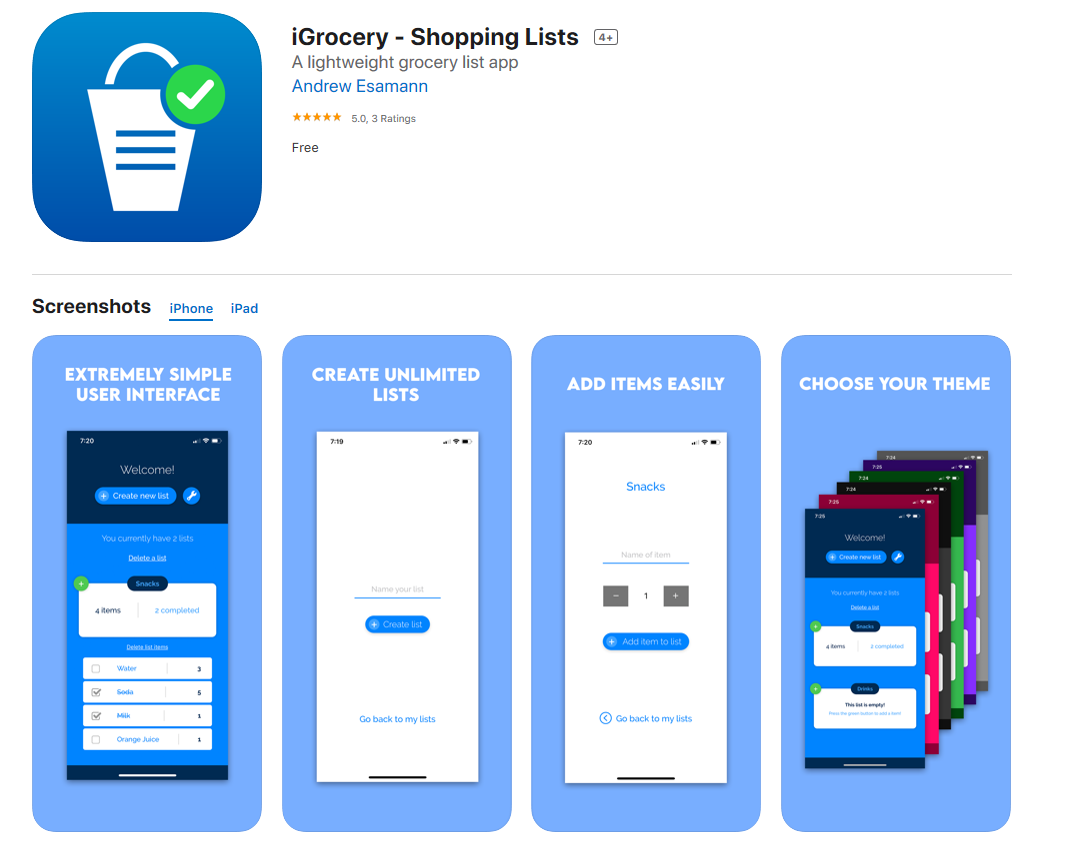 iGrocery - Shopping Lists 4+
A lightweight grocery list app
Andrew Esamann
5.0, 3 Ratings
Free
Screenshots iPhone iPad
EXTREMELY SIMPLE
USER INTERFACE
7:20
Welcome!
Create new list
You currently have 2 lists
Delete a list
Snacks
4 items 2 completed
Delete list items
Water 3
Soda 5
Milk 1
Orange Juice 1
CREATE UNLIMITED
LISTS
7:19
Name your list
Create list
Go back to my lists
ADD ITEMS EASILY
7:20
Snacks
Name of item
− 1 +
Add item to list
Go back to my lists
CHOOSE YOUR THEME
7:24
7:25
7:24
7:24
7:25
7:25
Welcome!
Create new list
You currently have 2 lists
Delete a list
Snacks
4 items 2 completed
Drinks
This list is empty!
Press the green button to add a item!